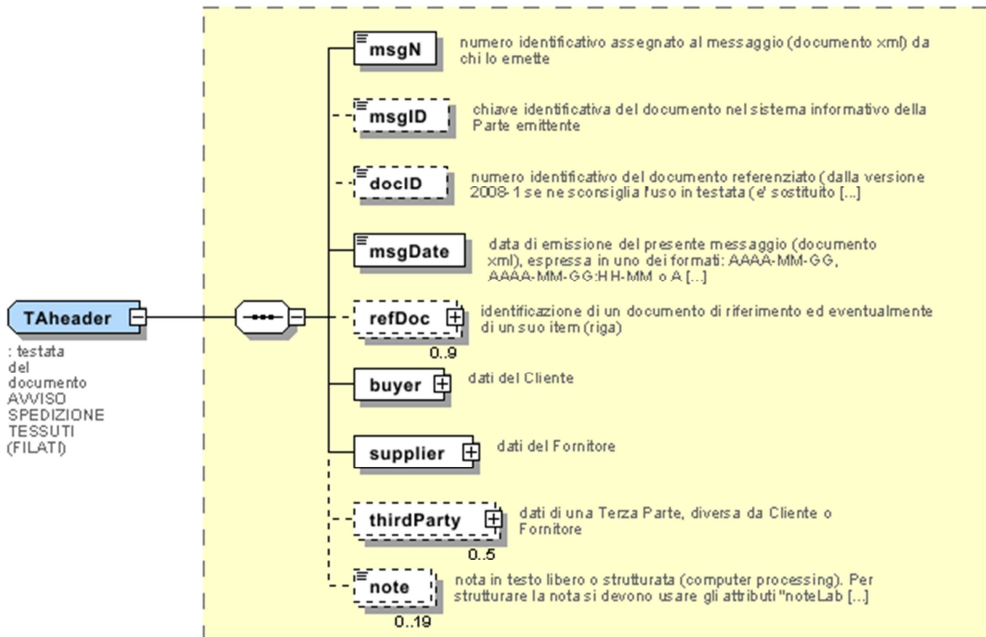 msgN
numero identificativo assegnato al messaggio (documento xml) da
chi lo emette
msgID
chiave identificativa del documento nel sistema informativo della
Parte emittente
docID
numero identificativo del documento referenziato (dalla versione
2008-1 se ne sconsiglia l'uso in testata (e' sostituito [...]
msgDate
data di emissione del presente messaggio (documento
xml), espressa in uno dei formati: AAAA-MM-GG,
AAAA-MM-GG:HH-MM o A [...]
TAheader
: testata
del
documento
AVVISO
SPEDIZIONE
TESSUTI
(FILATI)
refDoc
identificazione di un documento di riferimento ed eventualmente
di un suo item (riga)
0..9
buyer
dati del Cliente
supplier
dati del Fornitore
thirdParty
dati di una Terza Parte, diversa da Cliente o
Fornitore
0..5
note
nota in testo libero o strutturata (computer processing). Per
strutturare la nota si devono usare gli attributi "noteLab [...]
0..19